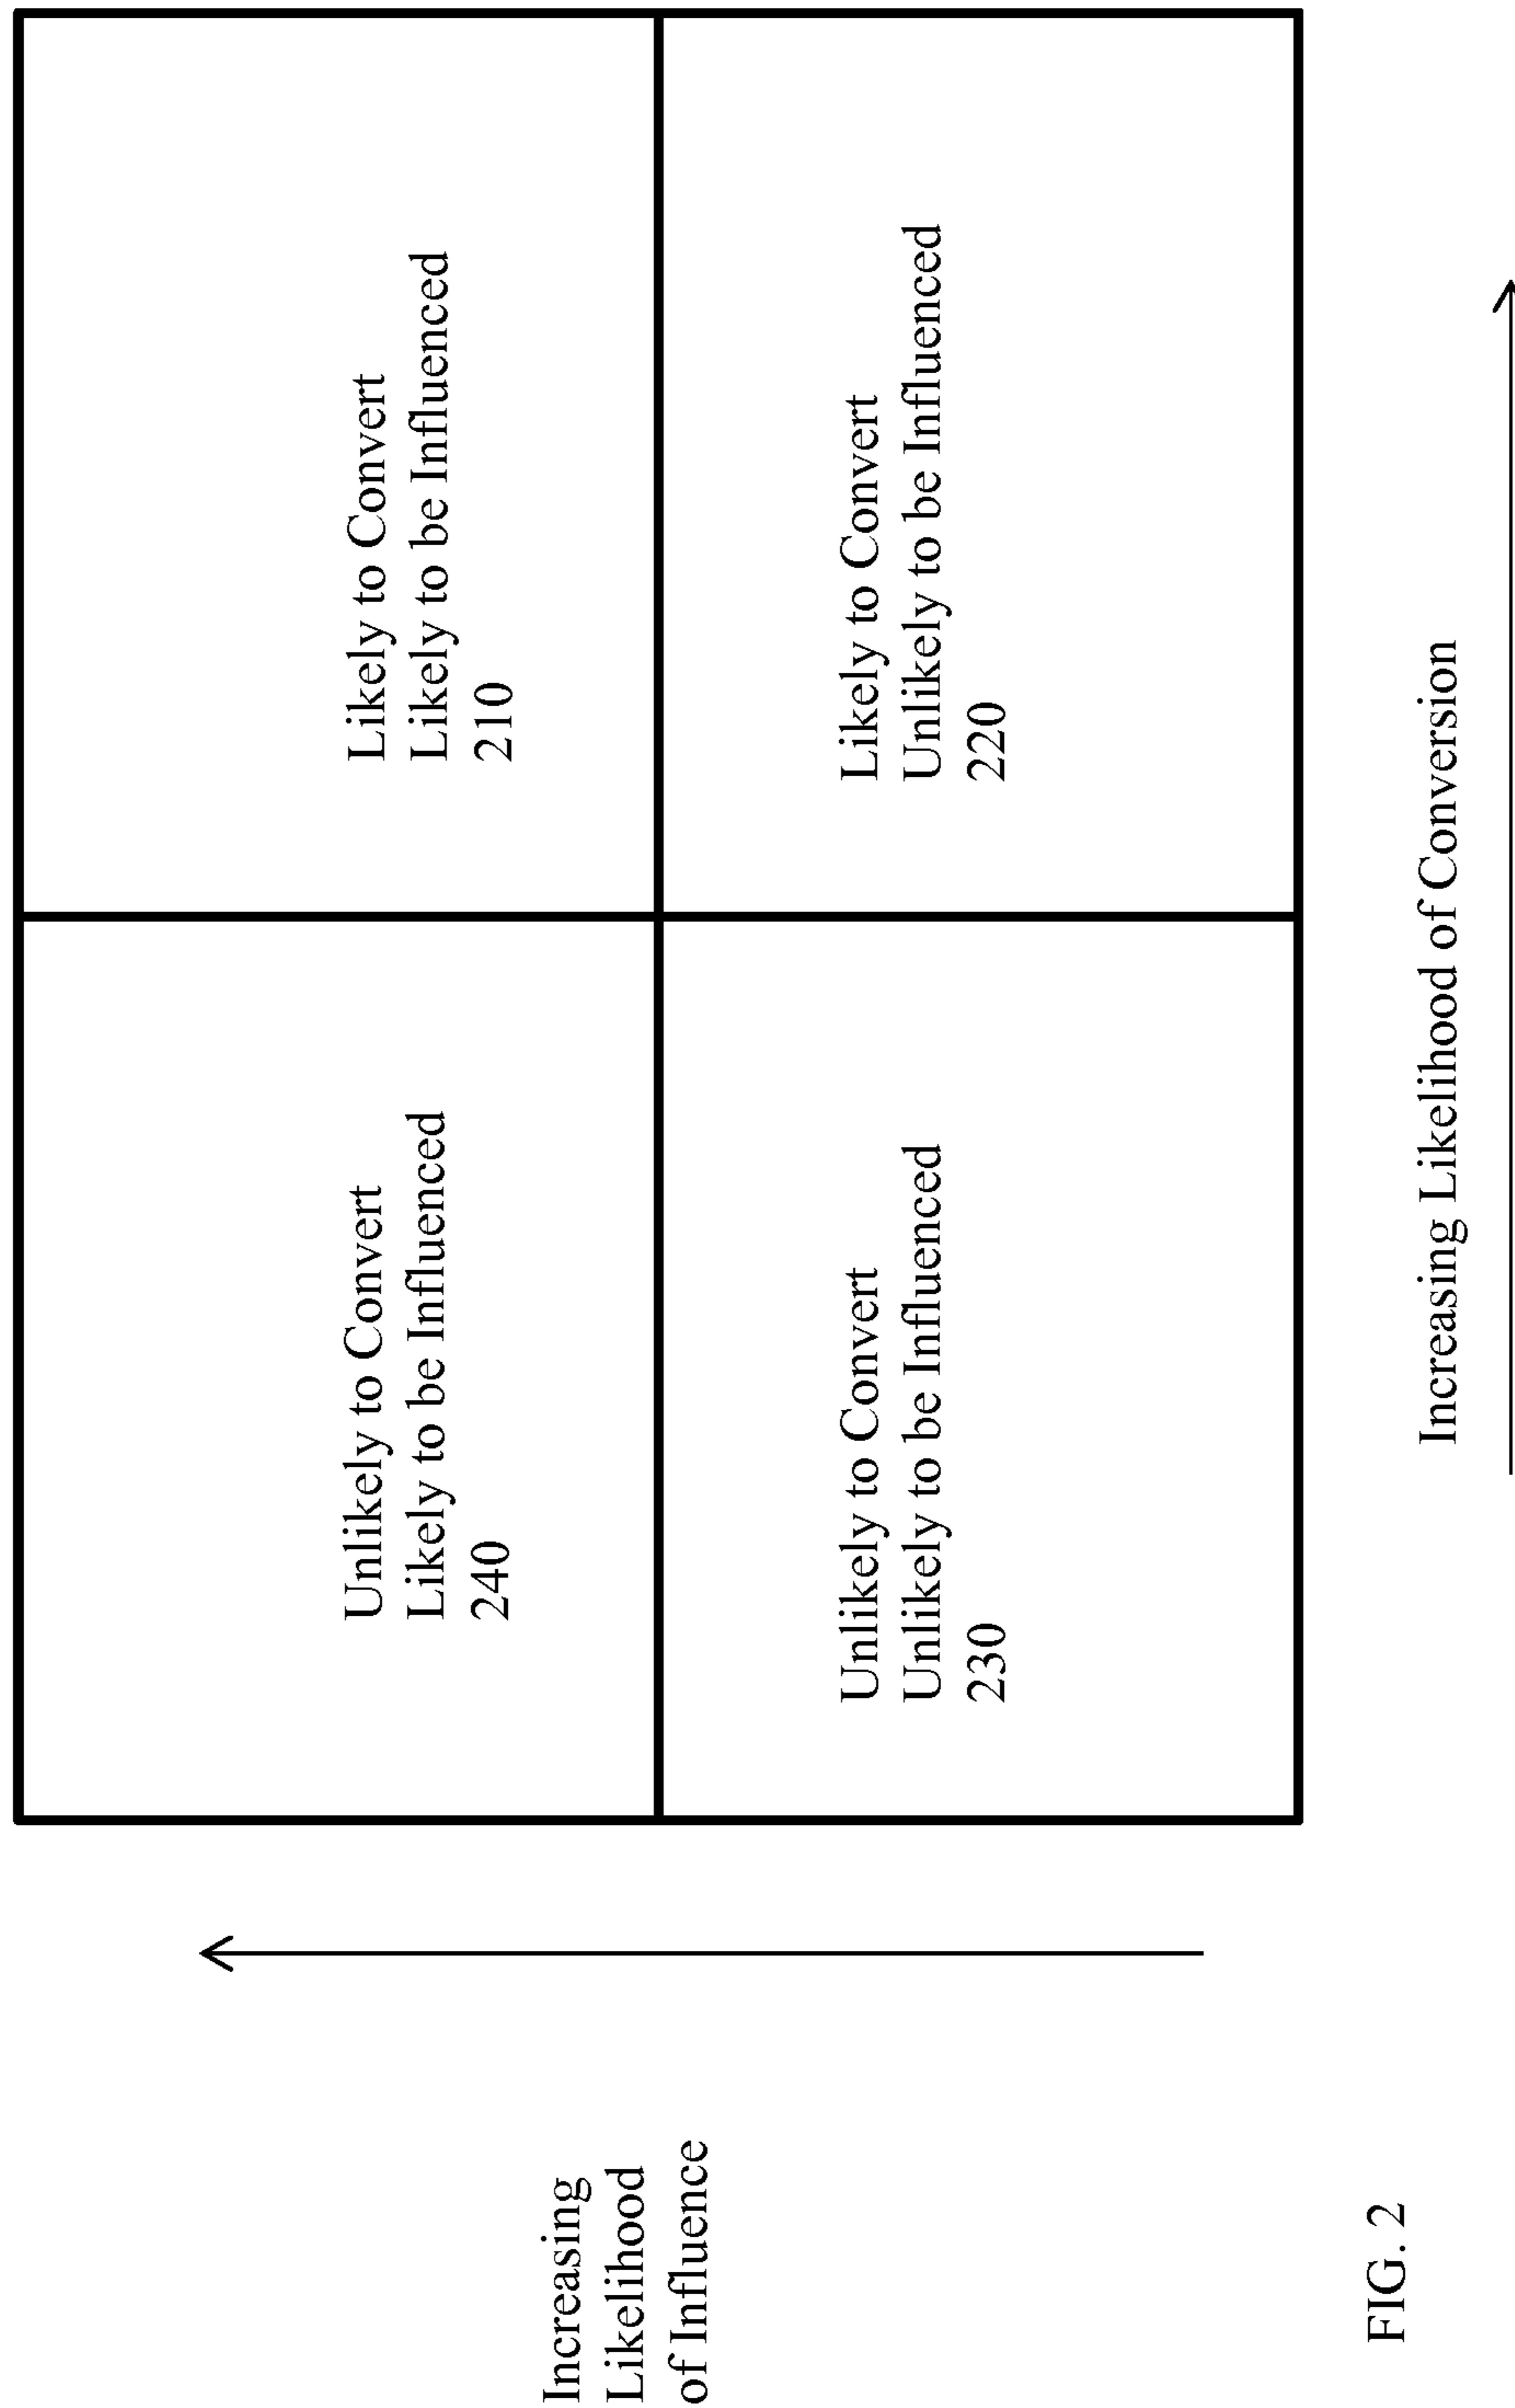 Increasing
Likelihood
of Influence
Unlikely to Convert
Likely to be Influenced
240
Likely to Convert
Likely to be Influenced
210
Unlikely to Convert
Unlikely to be Influenced
230
Likely to Convert
Unlikely to be Influenced
220
Increasing Likelihood of Conversion
FIG. 2